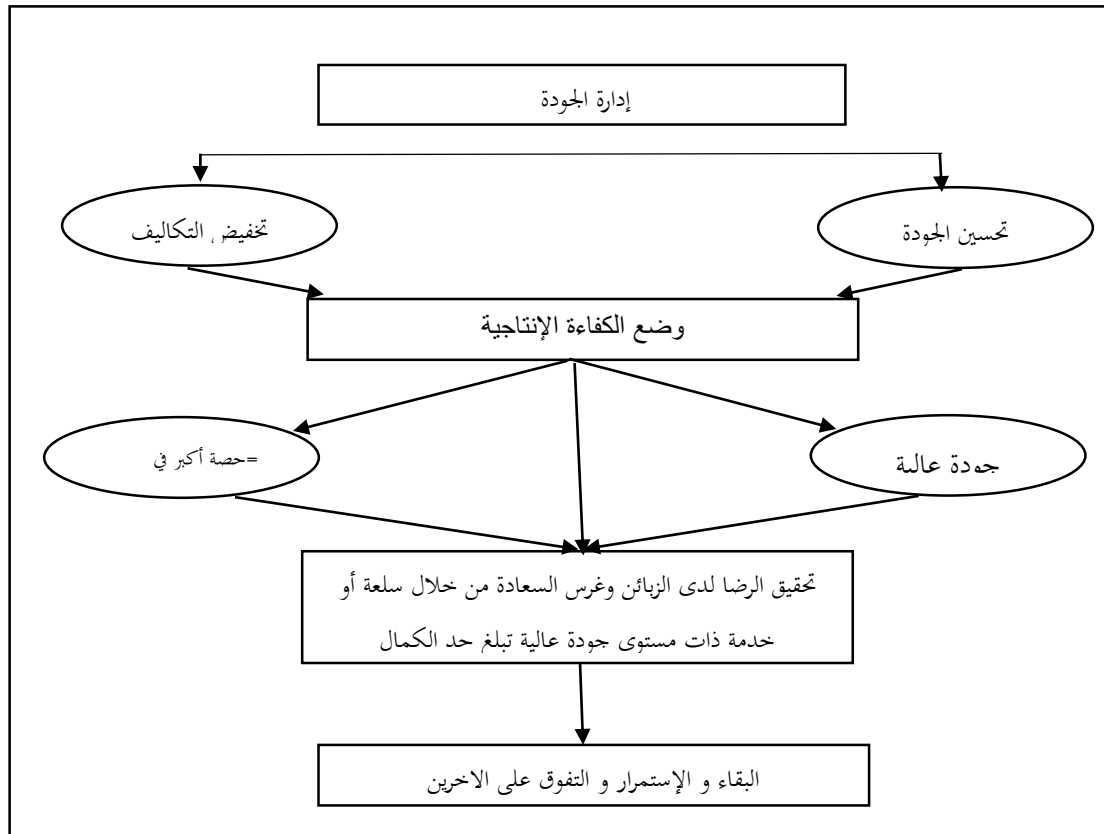 إدارة الجودة
تحسين الجودة
تخفيض التكاليف
وضع الكفاءة الإنتاجية
جودة عالية
=حصة أكبر في
تحقيق الرضا لدى الزبائن وغرس السعادة من خلال سلعة أو
خدمة ذات مستوى جودة عالية تبلغ حد الكمال
البقاء و الإستمرار و التفوق على الاخرين